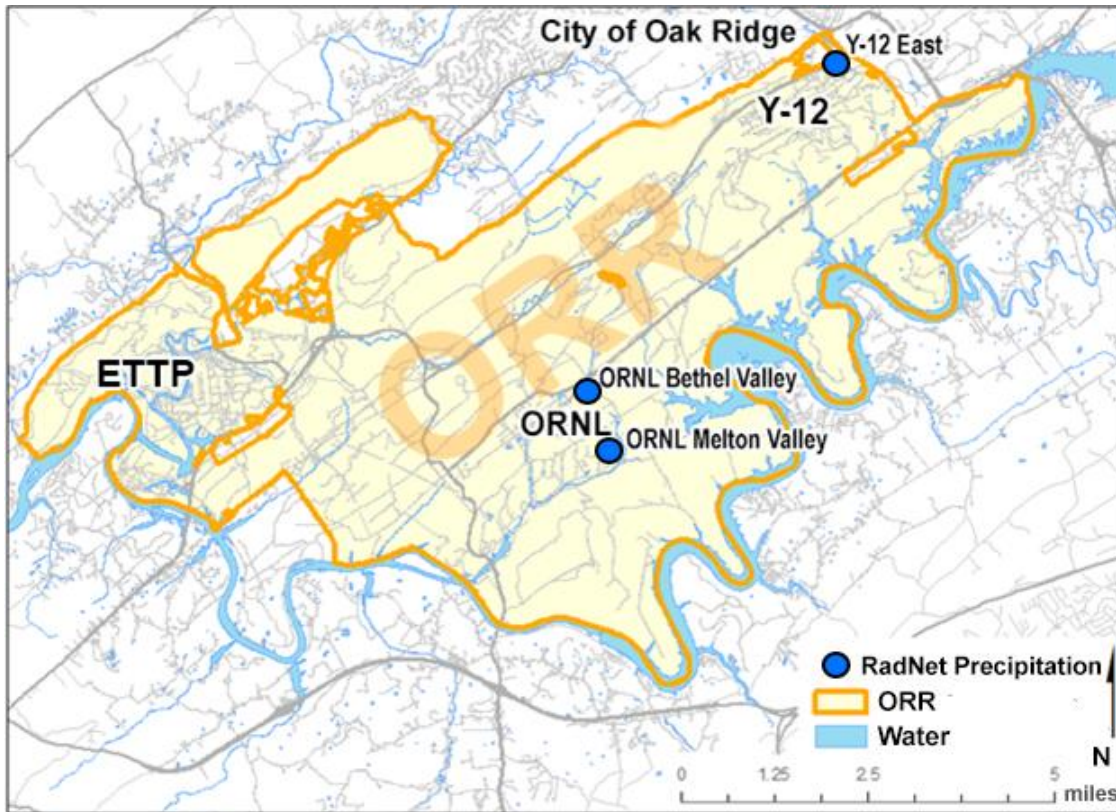 City of Oak Ridge
Y-12 East
Y-12
ORR
ETTP
ORNL Bethel Valley
ORNL
ORNL Melton Valley
RadNet Precipitation
ORR
Water
N
0 1.25 2.5 5
miles